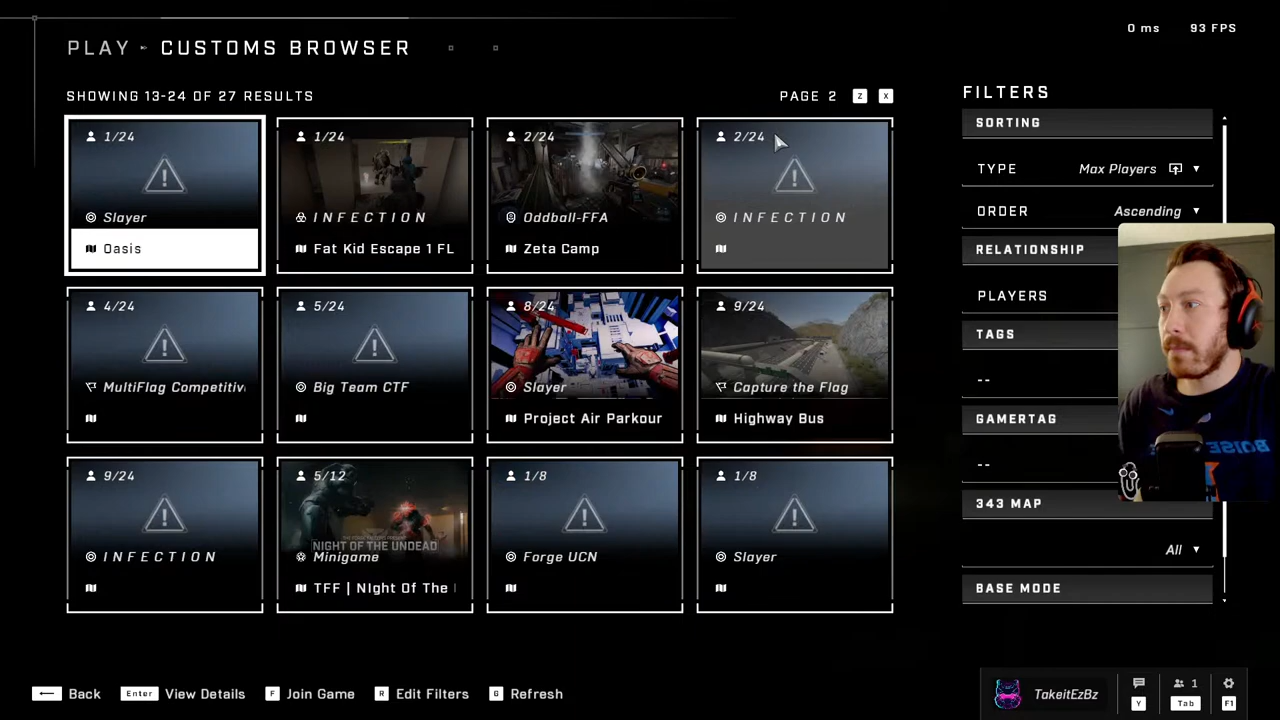 0 ms 93 FPS
PLAY CUSTOMS BROWSER
SHOWING 13-24 OF 27 RESULTS
PAGE 2 Z X
1/24
Slayer
Oasis
1/24
INFECTION
Fat Kid Escape 1 FL
2/24
Oddball-FFA
Zeta Camp
2/24
INFECTION
4/24
MultiFlag Competitiv
5/24
Big Team CTF
8/24
Slayer
Project Air Parkour
9/24
Capture the Flag
Highway Bus
9/24
INFECTION
5/12
NIGHT OF THE UNDEAD
Minigame
TFF | NIght Of The
1/8
Forge UCN
1/8
Slayer
FILTERS
SORTING
TYPE Max Players
ORDER Ascending
RELATIONSHIP
PLAYERS
TAGS
--
GAMERTAG
--
343 MAP
All
BASE MODE
Back Enter View Details F Join Game R Edit Filters G Refresh
TakeitEzBz
1
Y Tab F1